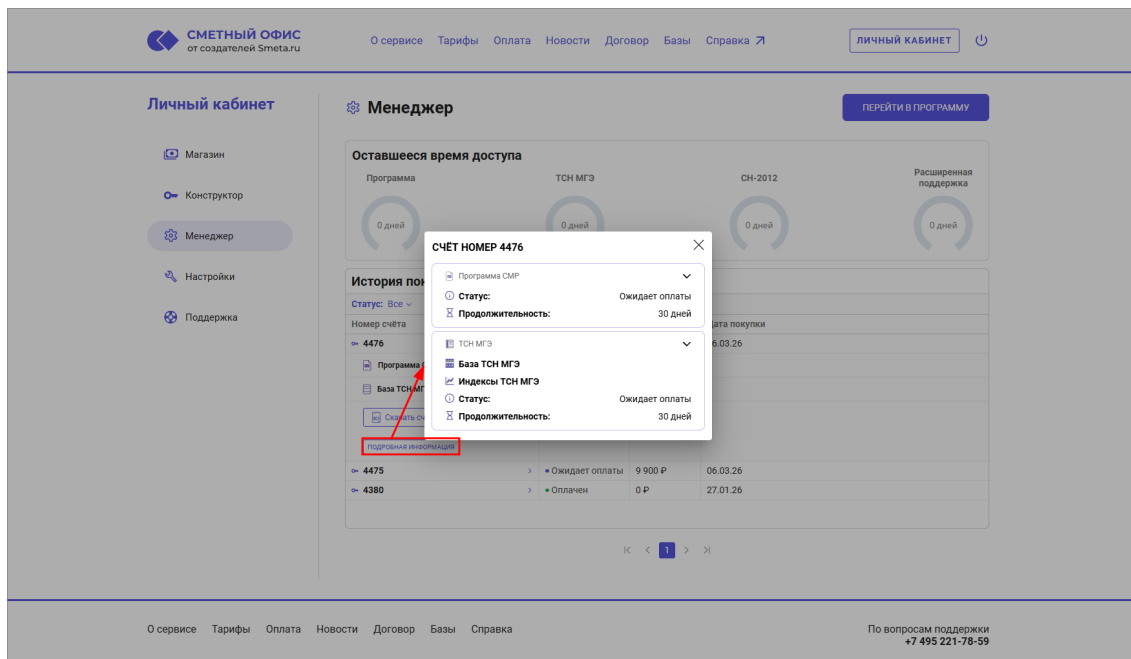 СМЕТНЫЙ ОФИС
от создателей Smeta.ru
О сервисе Тарифы Оплата Новости Договор Базы Справка
ЛИЧНЫЙ КАБИНЕТ
Личный кабинет
Магазин
Конструктор
Менеджер
Настройки
Поддержка
Менеджер
ПЕРЕЙТИ В ПРОГРАММУ
Оставшееся время доступа
Программа ТСН МГЭ СН-2012 Расширенная поддержка
0 дней 0 дней 0 дней 0 дней
История пок
Статус: Все
Номер счёта ата покупки
4476 6.03.26
Программа
База ТСН МГ
Скачать сч
ПОДРОБНАЯ ИНФОРМАЦИЯ
4475 Ожидает оплаты 9 900 ₽ 06.03.26
4380 Оплачен 0 ₽ 27.01.26
СЧЁТ НОМЕР 4476
Программа СМР
Статус: Ожидает оплаты
Продолжительность: 30 дней
ТСН МГЭ
База ТСН МГЭ
Индексы ТСН МГЭ
Статус: Ожидает оплаты
Продолжительность: 30 дней
1
О сервисе Тарифы Оплата Новости Договор Базы Справка
По вопросам поддержки
+7 495 221-78-59